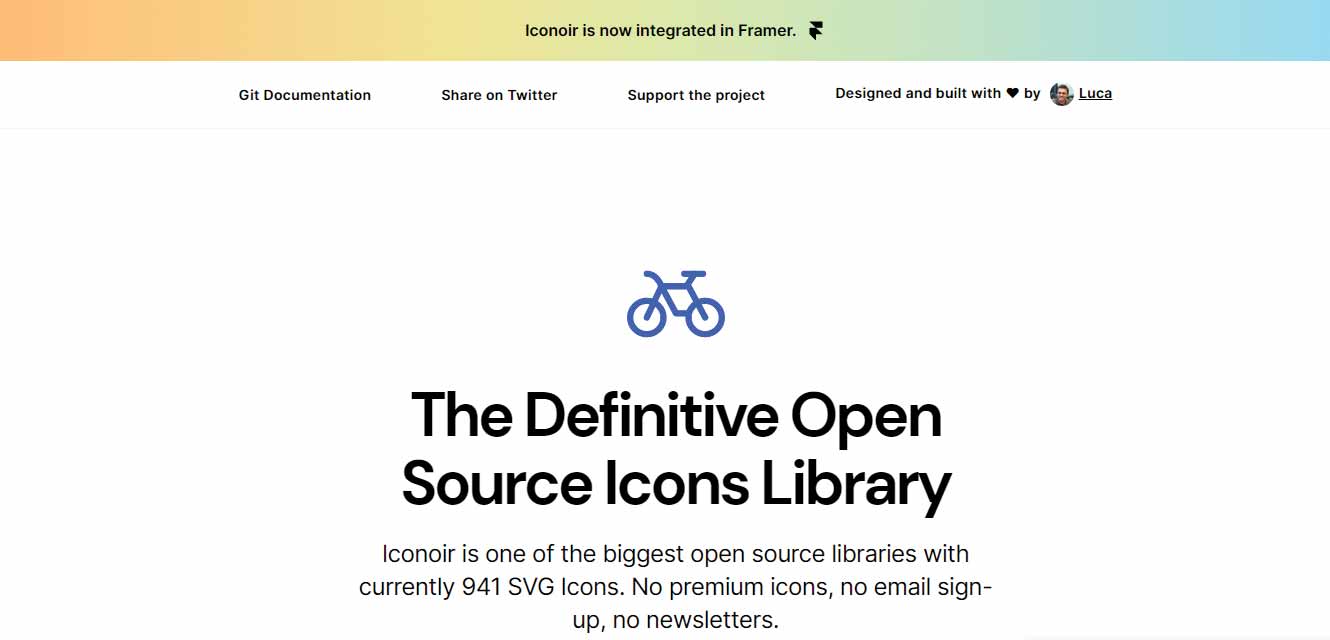 Iconoir is now integrated in Framer.
Git Documentation
Share on Twitter
Support the project
Designed and built with ♥ by Luca
The Definitive Open
Source Icons Library
Iconoir is one of the biggest open source libraries with
currently 941 SVG Icons. No premium icons, no email sign-
up, no newsletters.